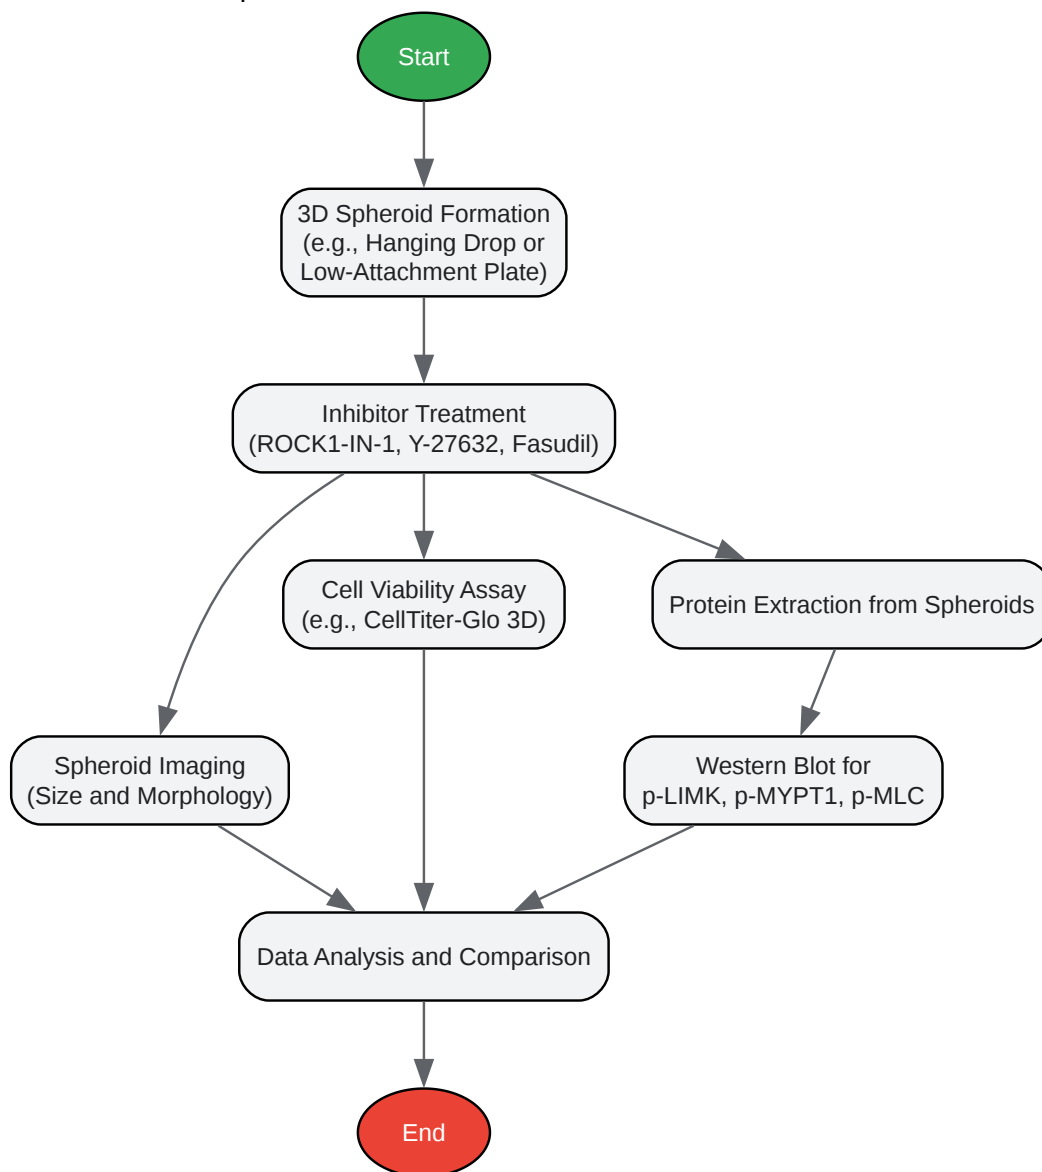 Start
3D Spheroid Formation
(e.g., Hanging Drop or
Low-Attachment Plate)
Inhibitor Treatment
(ROCK1-IN-1, Y-27632, Fasudil)
Cell Viability Assay
(e.g., CellTiter-Glo 3D)
Protein Extraction from Spheroids
Spheroid Imaging
(Size and Morphology)
Western Blot for
p-LIMK, p-MYPT1, p-MLC
Data Analysis and Comparison
End